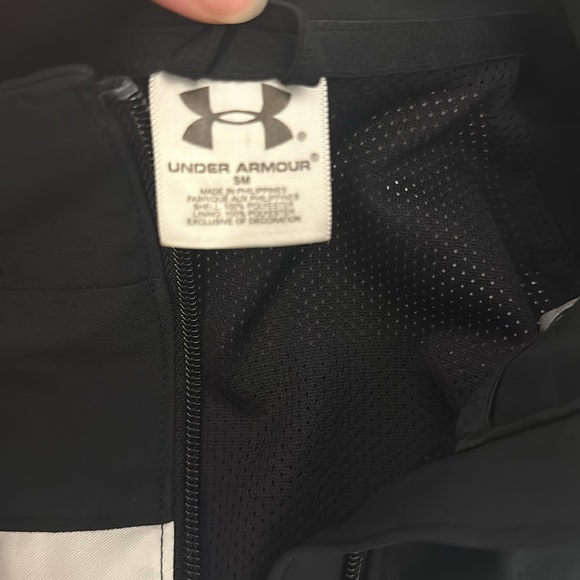 UNDER ARMOUR®
SM
MADE IN PHILIPPINES
FABRIQUE AUX PHILIPPINES
SHELL: 100% POLYESTER
LINING: 100% POLYESTER
EXCLUSIVE OF DECORATION